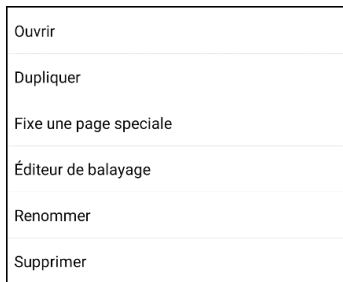 Ouvrir
Dupliquer
Fixe une page speciale
Éditeur de balayage
Renommer
Supprimer